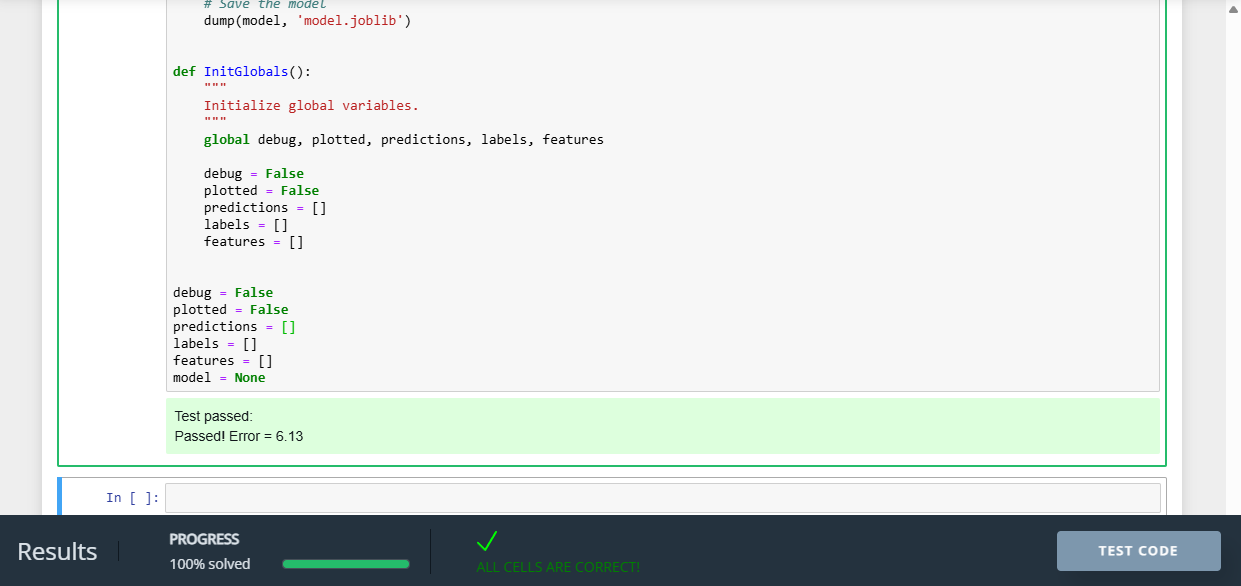 # Save the model
dump(model, 'model.joblib')
def InitGlobals():
"""
Initialize global variables.
"""
global debug, plotted, predictions, labels, features
debug = False
plotted = False
predictions = []
labels = []
features = []
debug = False
plotted = False
predictions = []
labels = []
features = []
model = None
Test passed:
Passed! Error = 6.13
In [ ]:
Results
PROGRESS
100% solved
ALL CELLS ARE CORRECT!
TEST CODE